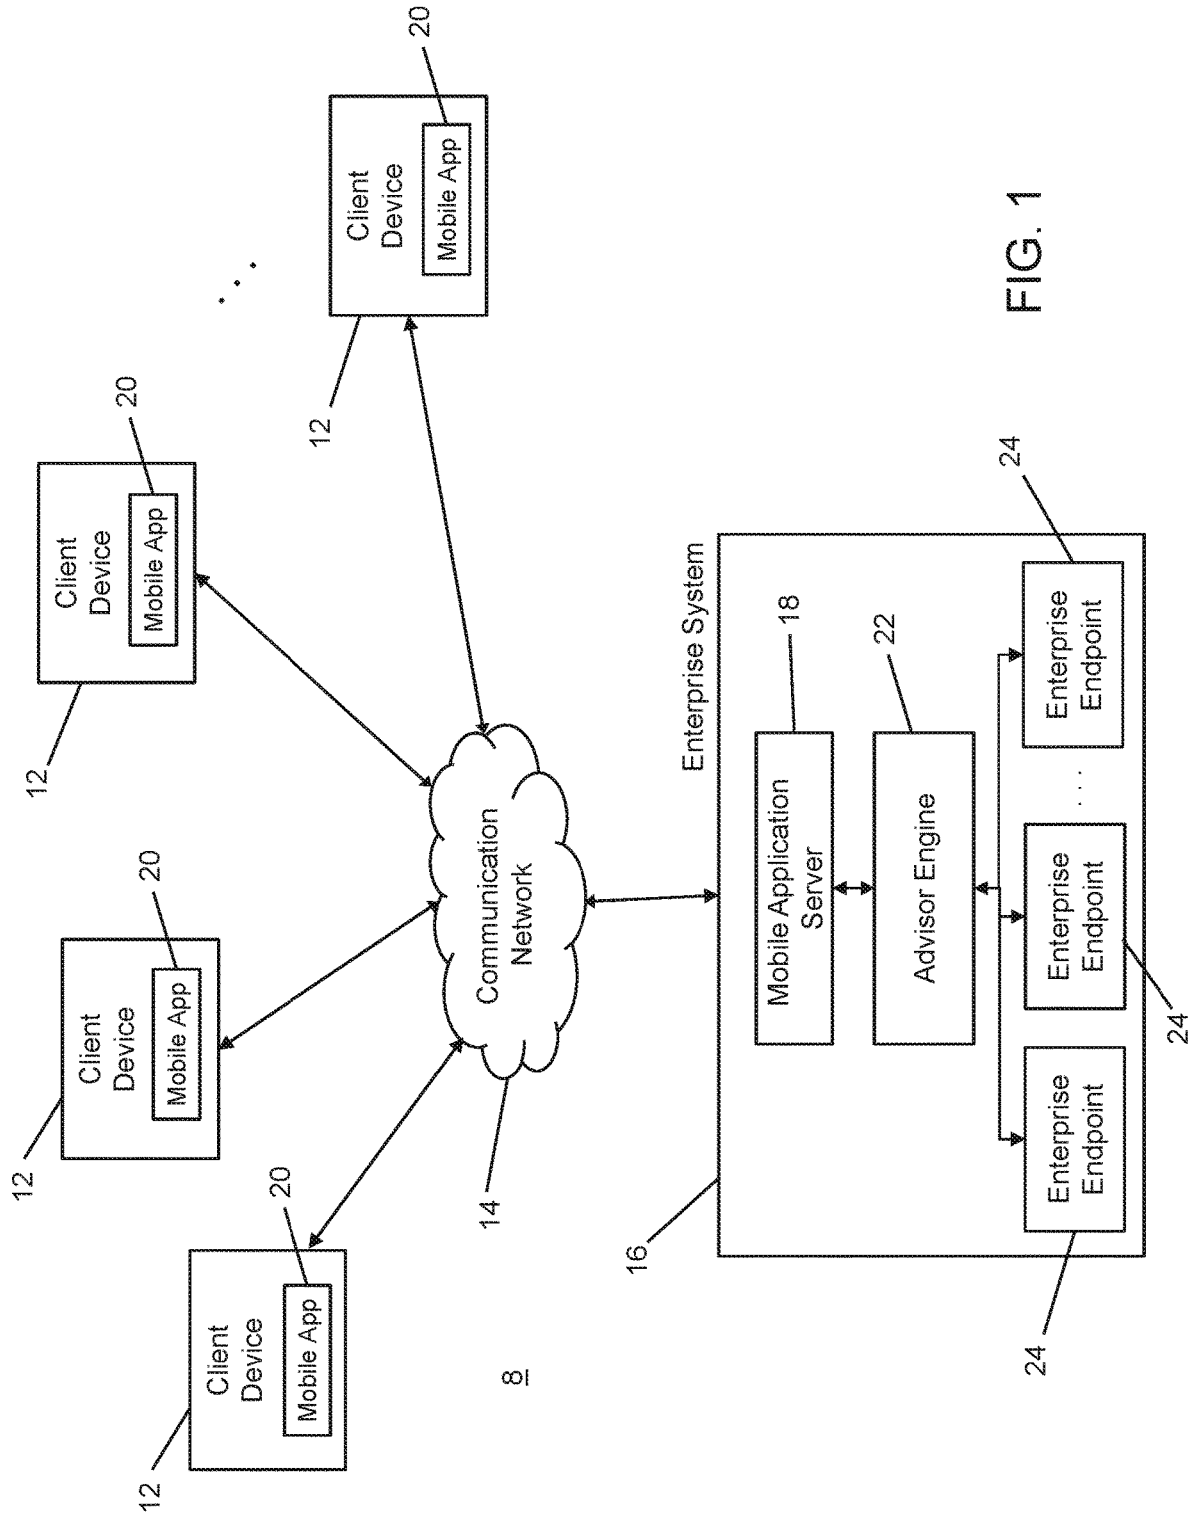 12
Client
Device
Mobile App
20
12
Client
Device
Mobile App
20
12
Client
Device
Mobile App
20
. . .
12
Client
Device
Mobile App
20
8
14
Communication
Network
Enterprise System
16
Mobile Application
Server
18
Advisor Engine
22
Enterprise
Endpoint
24
Enterprise
Endpoint
24
. . .
Enterprise
Endpoint
24
FIG. 1